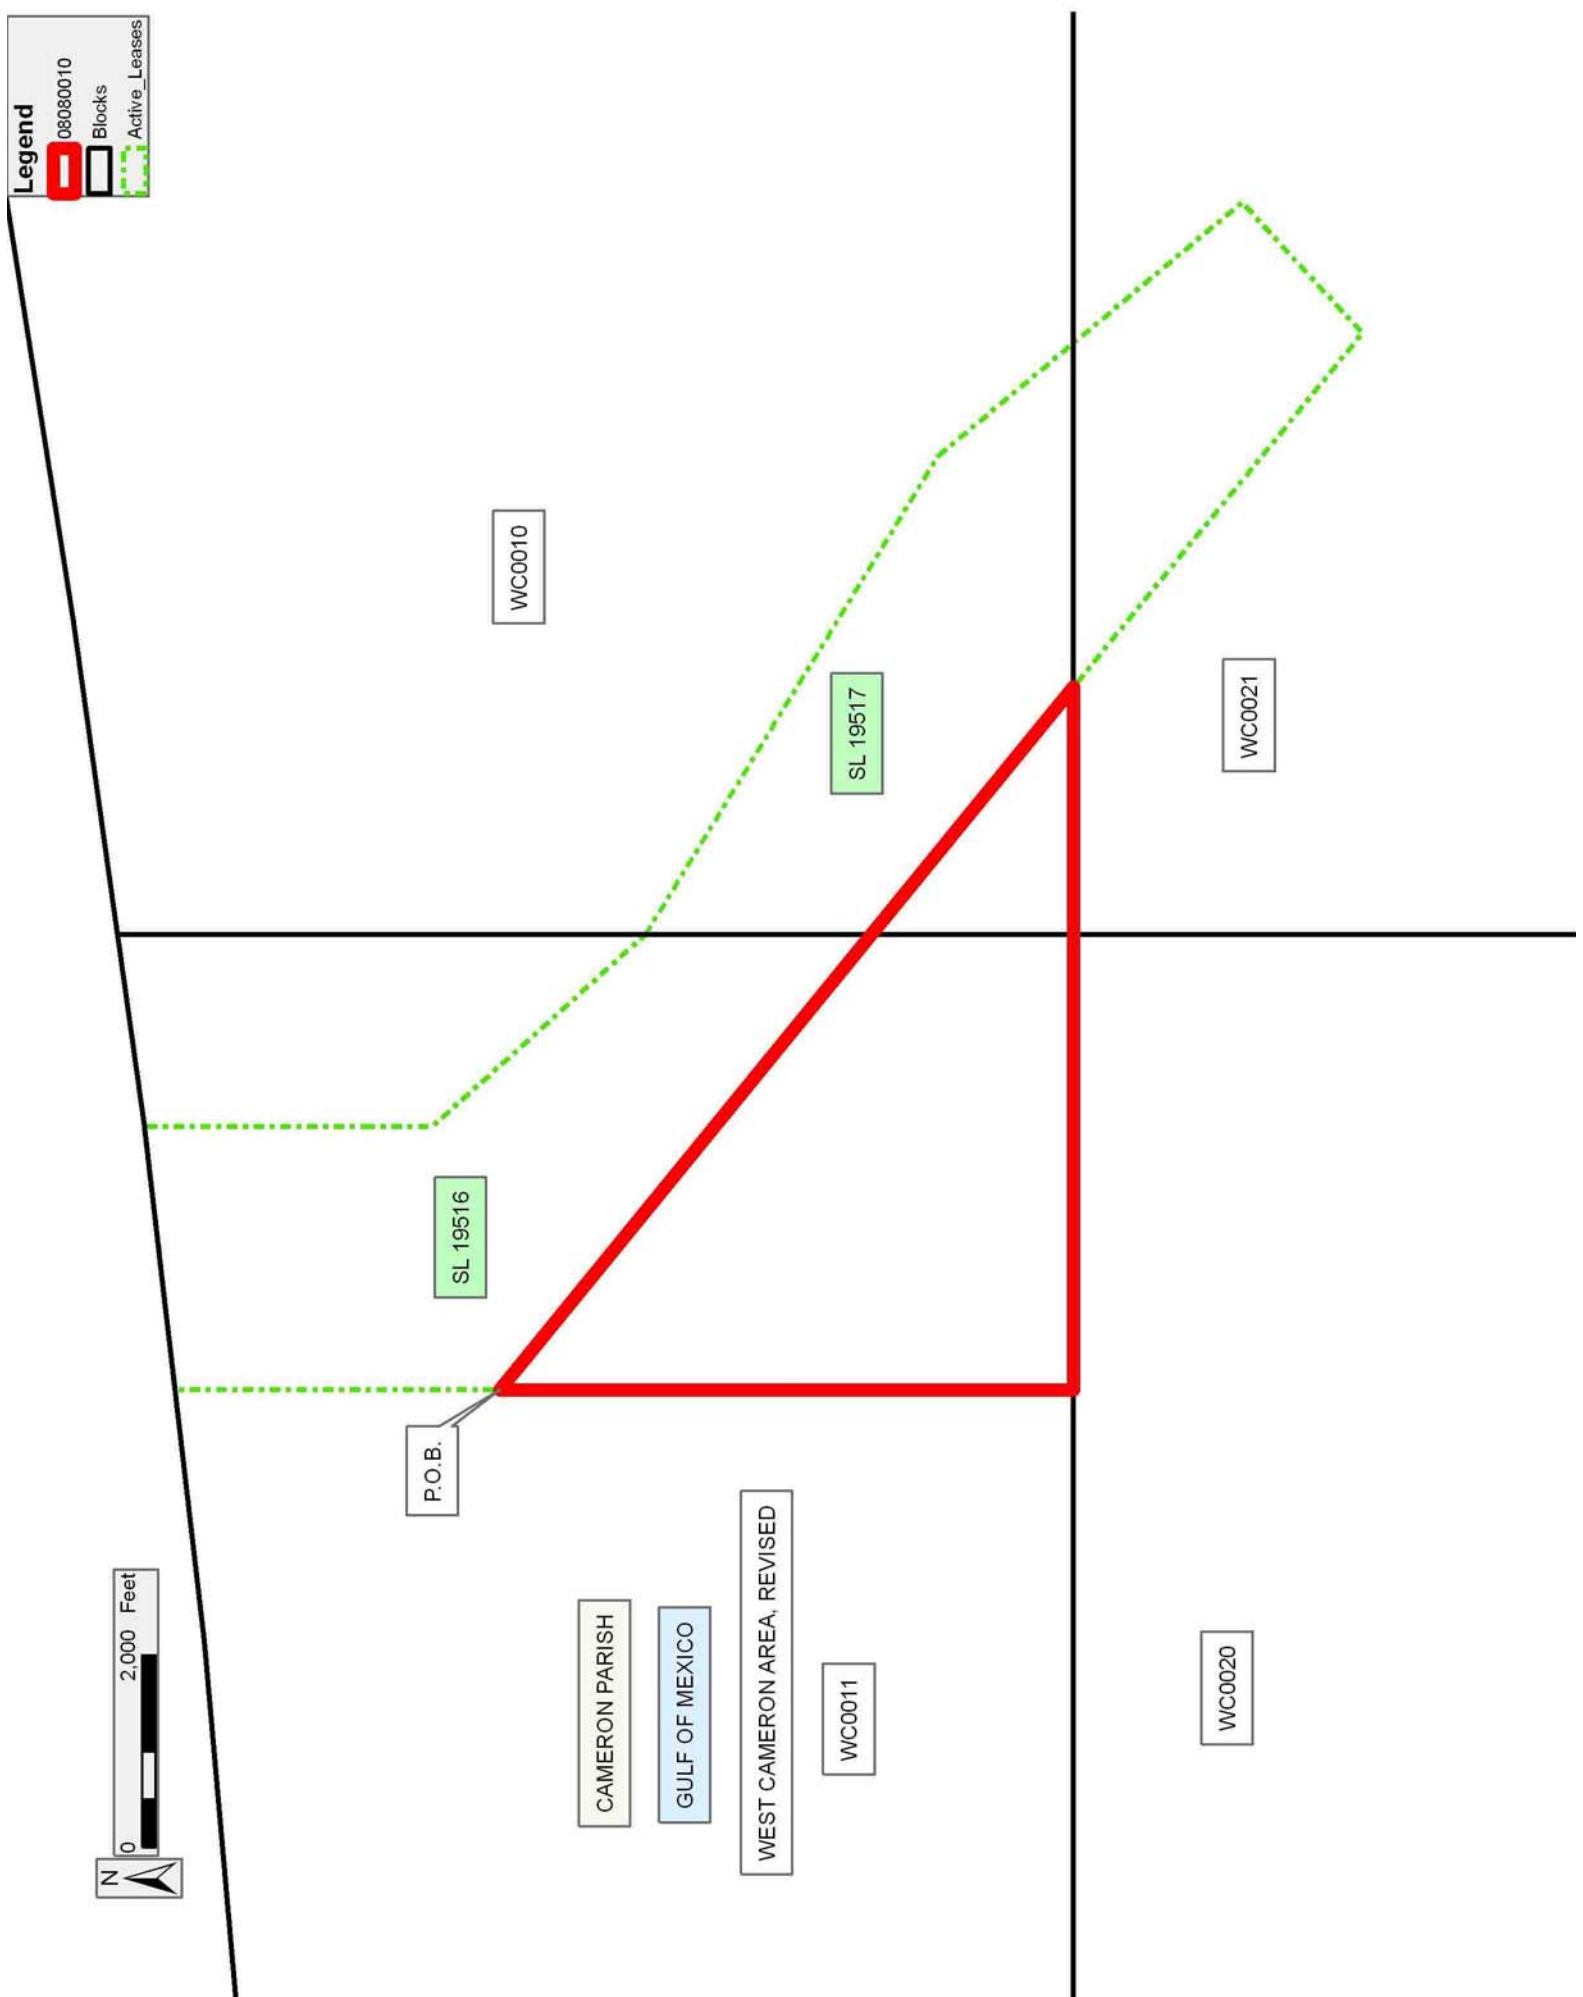 Legend
08080010
Blocks
Active_Leases
N
0 2,000 Feet
P.O.B.
SL 19516
WC0010
SL 19517
CAMERON PARISH
GULF OF MEXICO
WEST CAMERON AREA, REVISED
WC0011
WC0021
WC0020